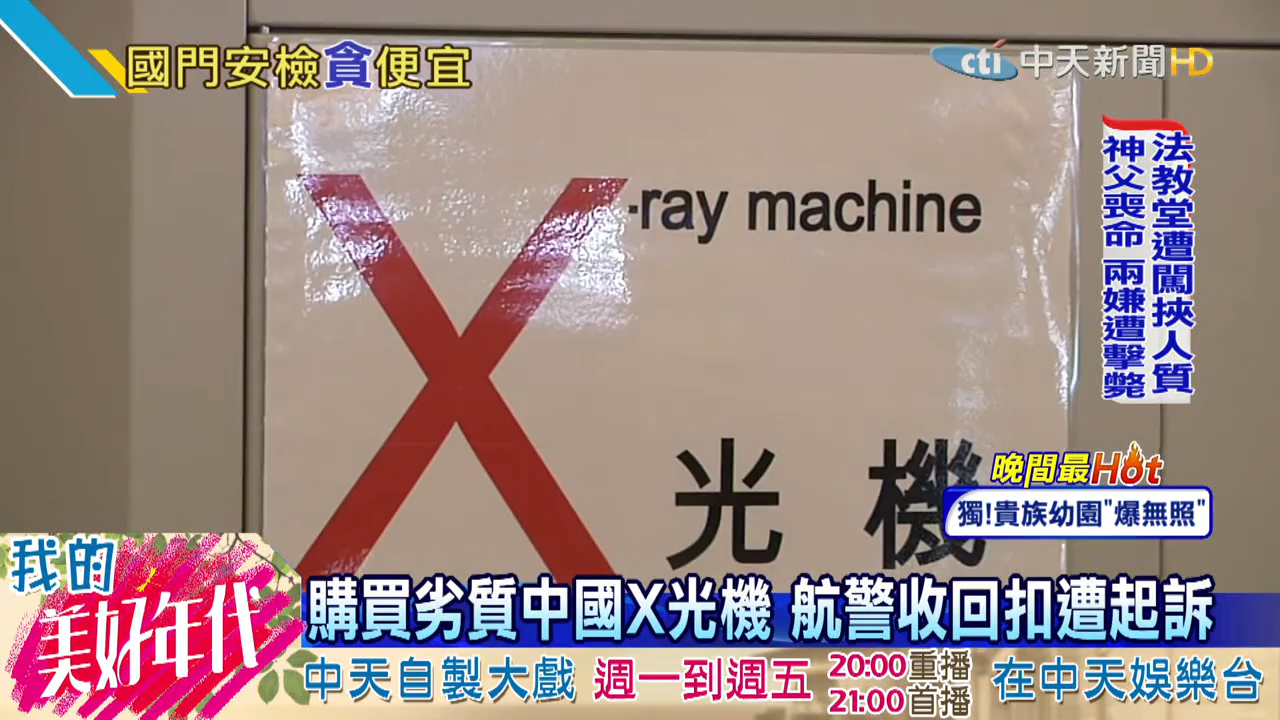 國門安檢貪便宜
cti 中天新聞HD
X-ray machine
光機
法教堂遭闖挾人質
神父喪命 兩嫌遭擊斃
晚間最Hot
獨!貴族幼園"爆無照"
我的
美好年代
購買劣質中國X光機 航警收回扣遭起訴
中天自製大戲 週一到週五 20:00重播 21:00首播 在中天娛樂台